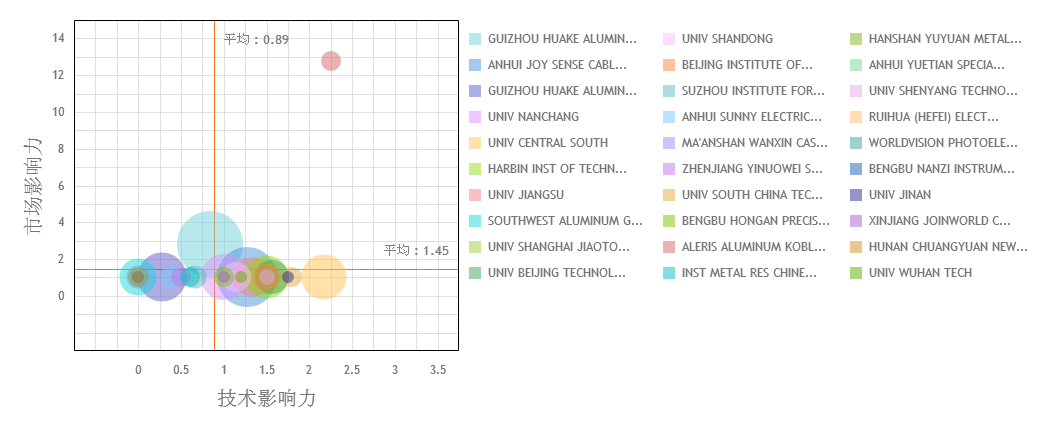 平均 : 0.89
平均 : 1.45
14
12
10
8
6
4
2
0
市场影响力
0 0.5 1 1.5 2 2.5 3 3.5
技术影响力
GUIZHOU HUAKE ALUMIN...
ANHUI JOY SENSE CABL...
GUIZHOU HUAKE ALUMIN...
UNIV NANCHANG
UNIV CENTRAL SOUTH
HARBIN INST OF TECHN...
UNIV JIANGSU
SOUTHWEST ALUMINUM G...
UNIV SHANGHAI JIAOTO...
UNIV BEIJING TECHNOL...
UNIV SHANDONG
BEIJING INSTITUTE OF...
SUZHOU INSTITUTE FOR...
ANHUI SUNNY ELECTRIC...
MA'ANSHAN WANXIN CAS...
ZHENJIANG YINUOWEI S...
UNIV SOUTH CHINA TEC...
BENGBU HONGAN PRECIS...
ALERIS ALUMINUM KOBL...
INST METAL RES CHINE...
HANSHAN YUYUAN METAL...
ANHUI YUETIAN SPECIA...
UNIV SHENYANG TECHNO...
RUIHUA (HEFEI) ELECT...
WORLDVISION PHOTOELE...
BENGBU NANZI INSTRUM...
UNIV JINAN
XINJIANG JOINWORLD C...
HUNAN CHUANGYUAN NEW...
UNIV WUHAN TECH